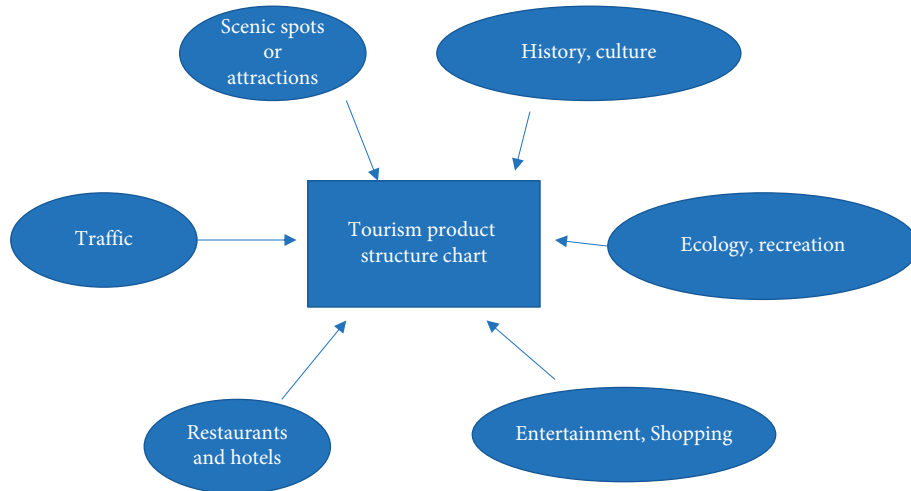 Scenic spots
or
attractions
History, culture
Traffic
Tourism product
structure chart
Ecology, recreation
Restaurants
and hotels
Entertainment, Shopping